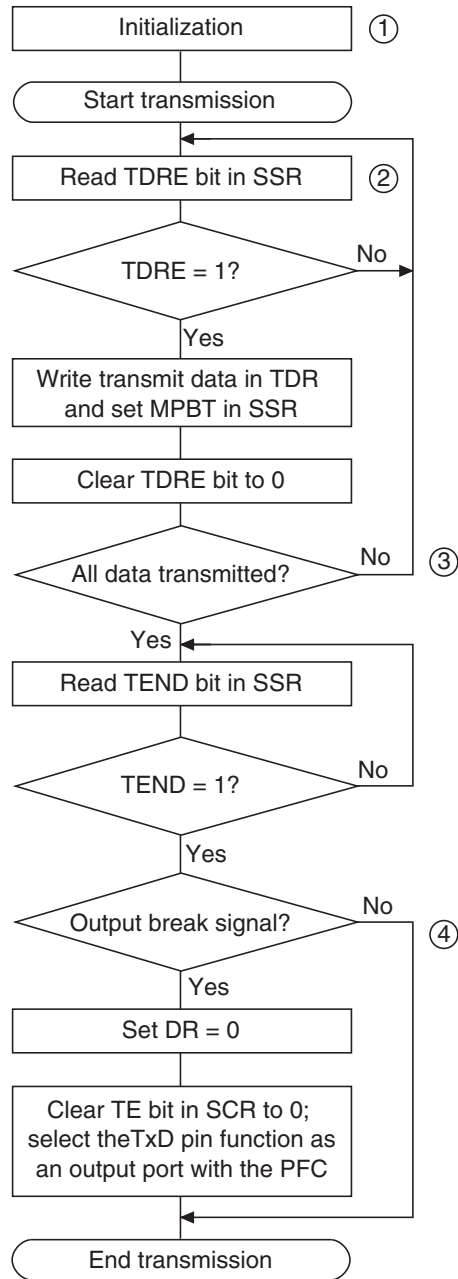 Initialization
①
Start transmission
Read TDRE bit in SSR
②
TDRE = 1?
No
Yes
Write transmit data in TDR
and set MPBT in SSR
Clear TDRE bit to 0
All data transmitted?
No
③
Yes
Read TEND bit in SSR
TEND = 1?
No
Yes
Output break signal?
No
④
Yes
Set DR = 0
Clear TE bit in SCR to 0;
select theTxD pin function as
an output port with the PFC
End transmission